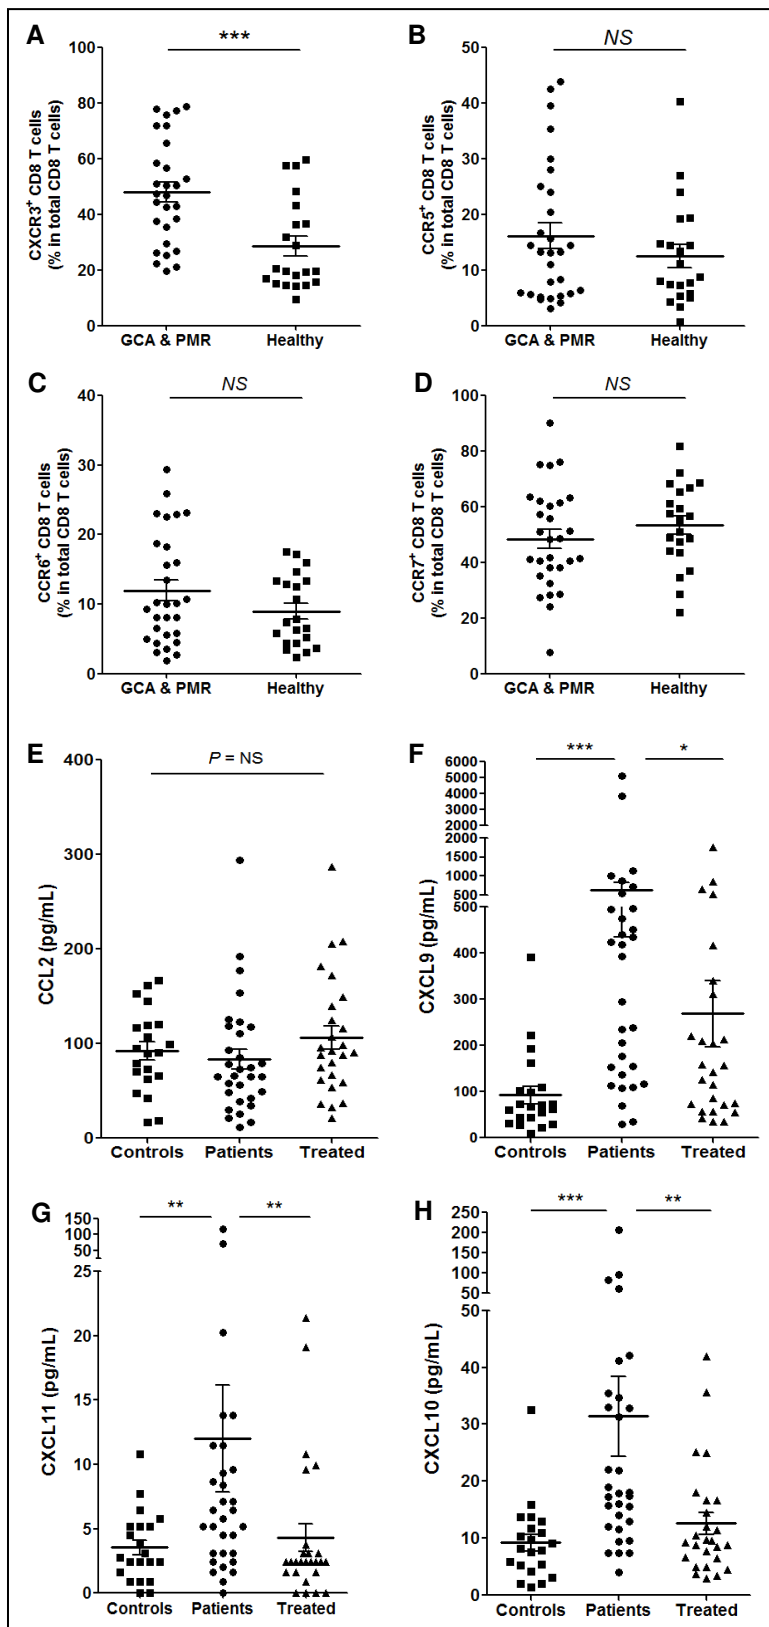 A
***
CXCR3+ CD8 T cells
(% in total CD8 T cells)
100
80
60
40
20
0
GCA & PMR
Healthy
B
NS
CCR5+ CD8 T cells
(% in total CD8 T cells)
50
40
30
20
10
0
GCA & PMR
Healthy
C
NS
CCR6+ CD8 T cells
(% in total CD8 T cells)
40
30
20
10
0
GCA & PMR
Healthy
D
NS
CCR7+ CD8 T cells
(% in total CD8 T cells)
100
80
60
40
20
0
GCA & PMR
Healthy
E
P = NS
CCL2 (pg/mL)
400
300
200
100
0
Controls
Patients
Treated
F
***
*
CXCL9 (pg/mL)
6000
5000
4000
3000
2000
2000
1500
1000
500
500
400
300
200
100
0
Controls
Patients
Treated
G
**
**
CXCL11 (pg/mL)
150
100
50
25
20
15
10
5
0
Controls
Patients
Treated
H
***
**
CXCL10 (pg/mL)
250
200
150
100
50
50
40
30
20
10
0
Controls
Patients
Treated